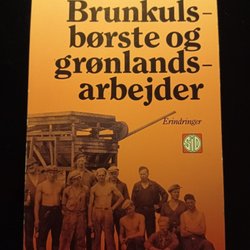 Brunkuls-
børste og
grønlands-
arbejder
Erindringer
SiD